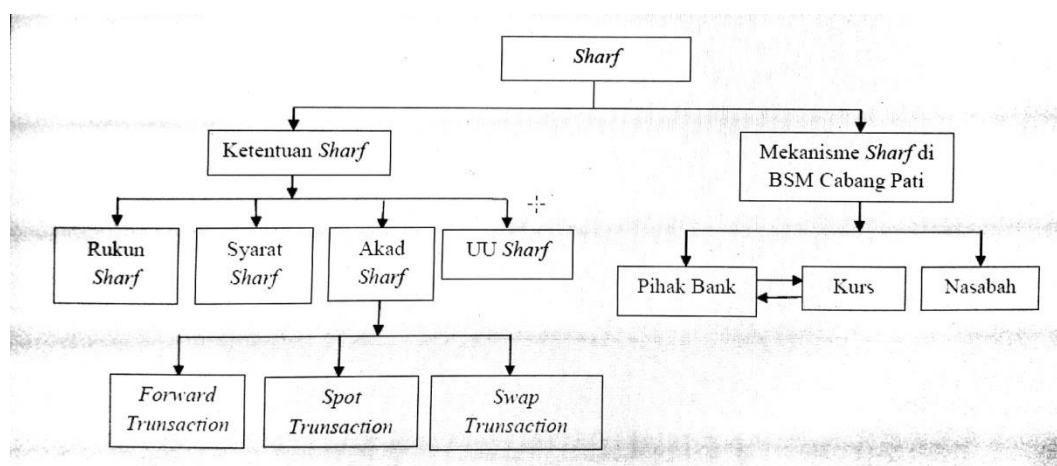 Sharf
Ketentuan Sharf
Mekanisme Sharf di
BSM Cabang Pati
Rukun
Sharf
Syarat
Sharf
Akad
Sharf
UU Sharf
Pihak Bank
Kurs
Nasabah
Forward
Trunsaction
Spot
Trunsaction
Swap
Trunsaction